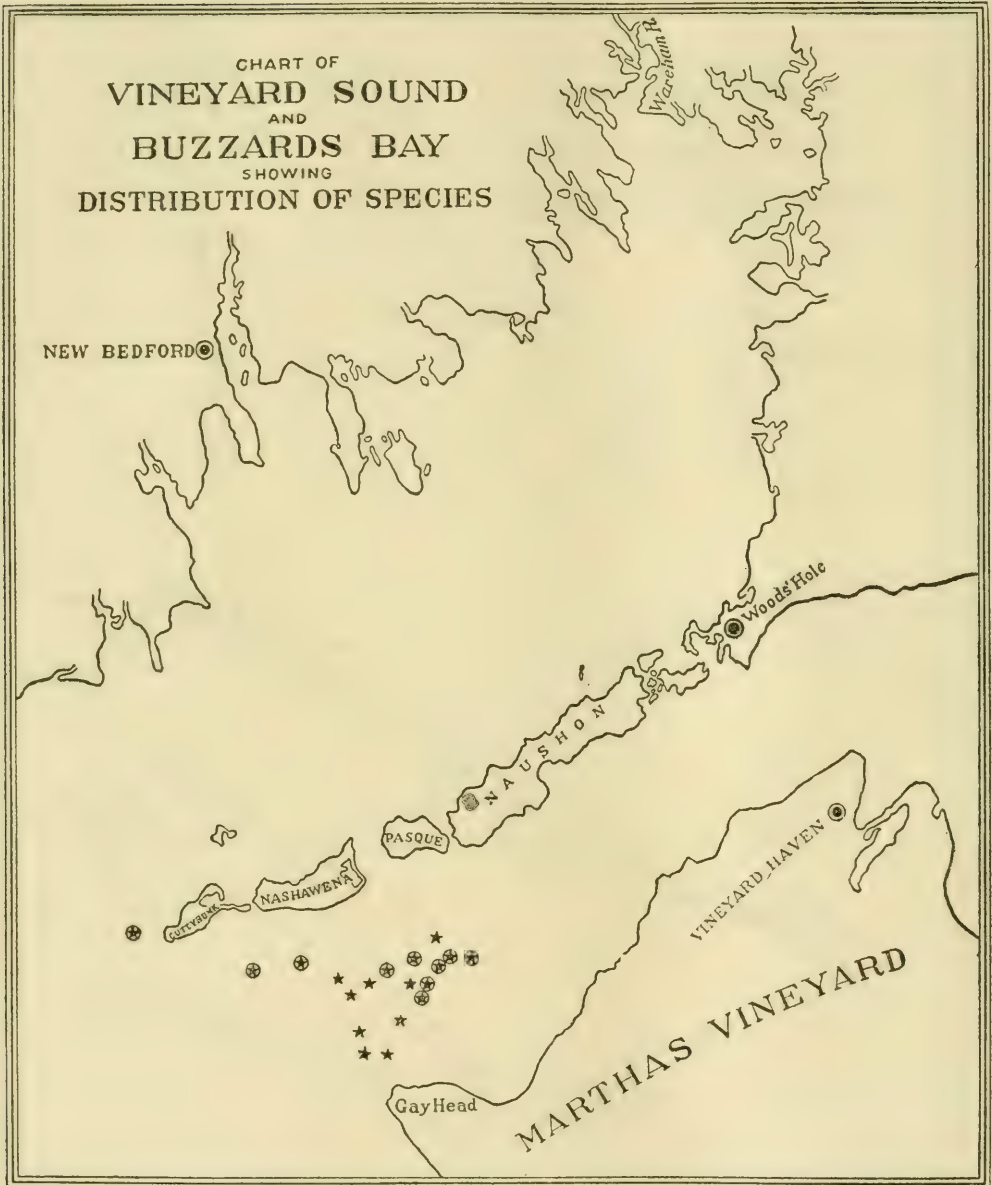 CHART OF
VINEYARD SOUND
AND
BUZZARDS BAY
SHOWING
DISTRIBUTION OF SPECIES
Wareham R.
NEW BEDFORD
Woods' Hole
NAUSHON
PASQUE
NASHAWENA
CUTTYHUNK
VINEYARD HAVEN
MARTHAS VINEYARD
Gay Head